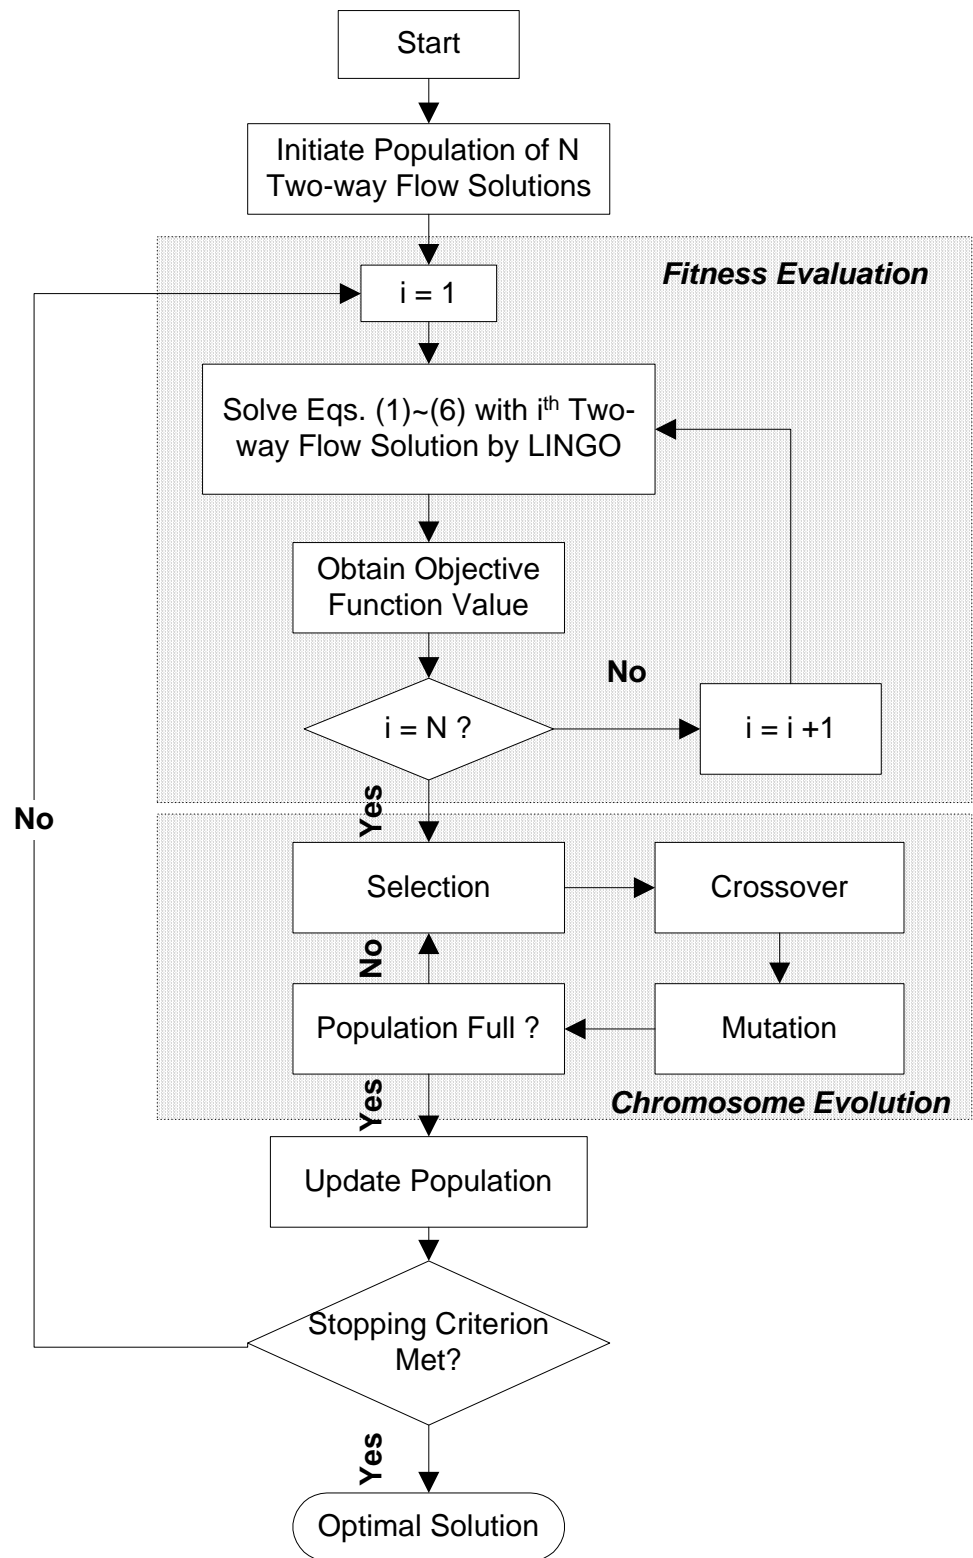 Start
Initiate Population of N
Two-way Flow Solutions
Fitness Evaluation
i = 1
Solve Eqs. (1)~(6) with ith Two-
way Flow Solution by LINGO
Obtain Objective
Function Value
No
i = N ?
i = i +1
Yes
No
Selection
Crossover
No
Population Full ?
Mutation
Yes
Chromosome Evolution
Update Population
Stopping Criterion
Met?
Yes
Optimal Solution